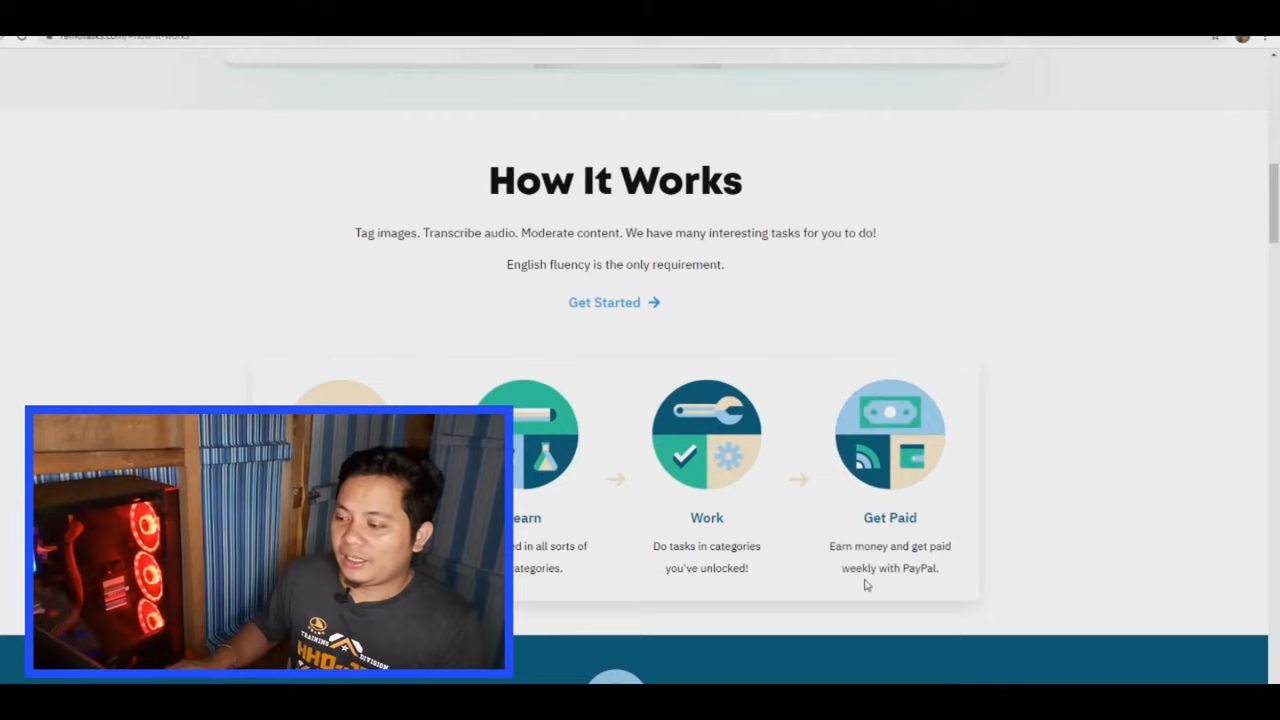 How It Works
Tag images. Transcribe audio. Moderate content. We have many interesting tasks for you to do!
English fluency is the only requirement.
Get Started
Work
Get Paid
Do tasks in categories
Earn money and get paid
you've unlocked!
weekly with PayPal.
in all sorts of
TRAINING
DIVISION